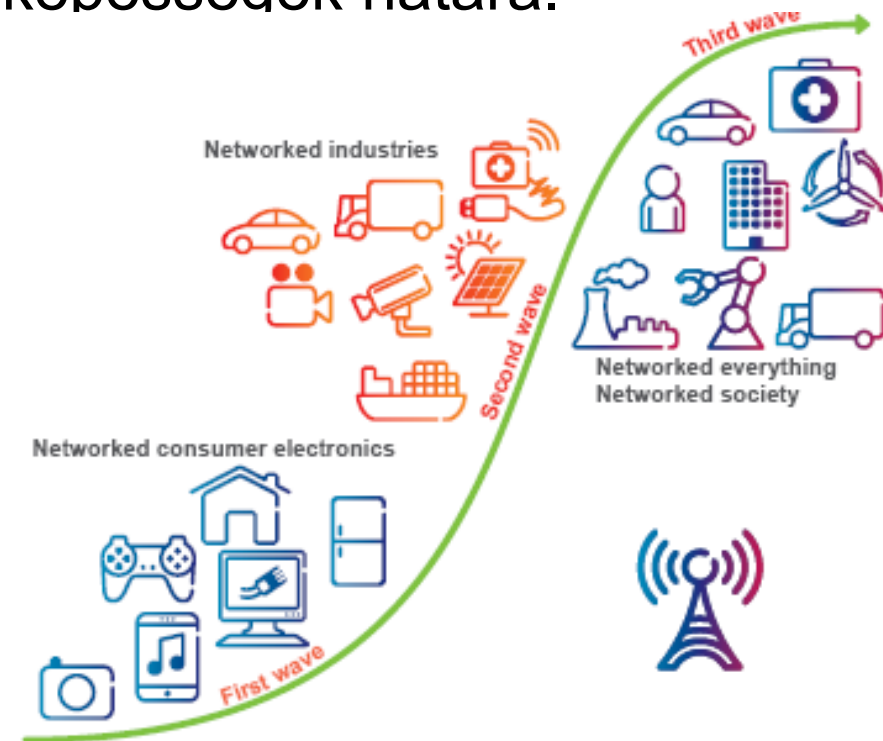 Third wave
Networked industries
Second wave
Networked everything
Networked society
Networked consumer electronics
First wave